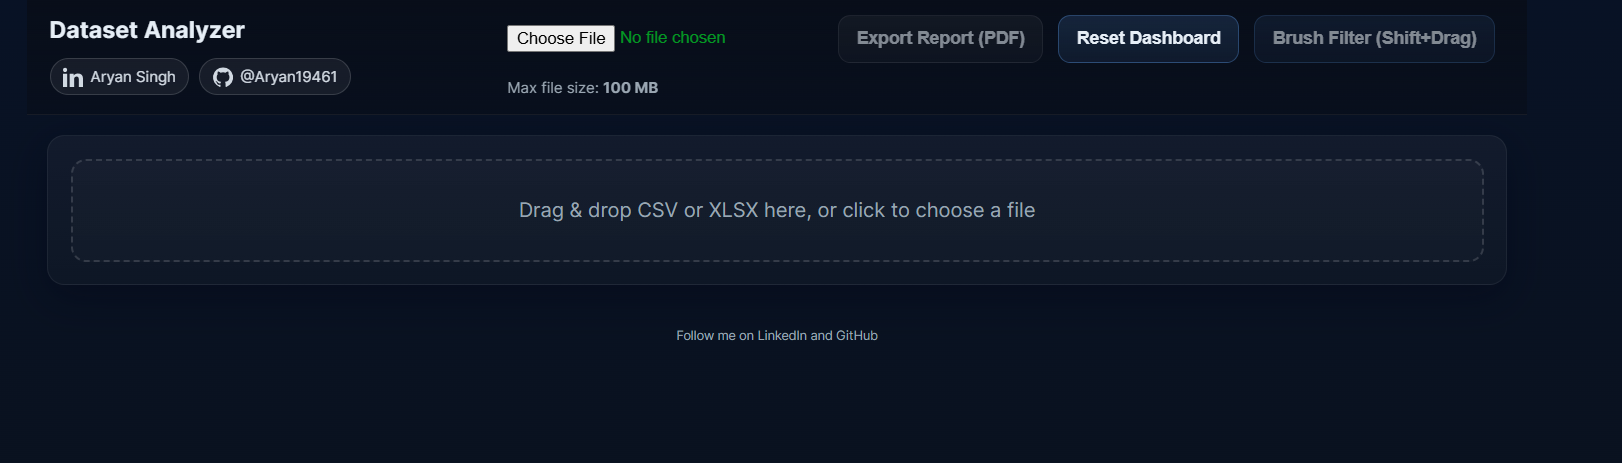 Dataset Analyzer
in Aryan Singh
@Aryan19461
Choose File No file chosen
Max file size: 100 MB
Export Report (PDF)
Reset Dashboard
Brush Filter (Shift+Drag)
Drag & drop CSV or XLSX here, or click to choose a file
Follow me on LinkedIn and GitHub